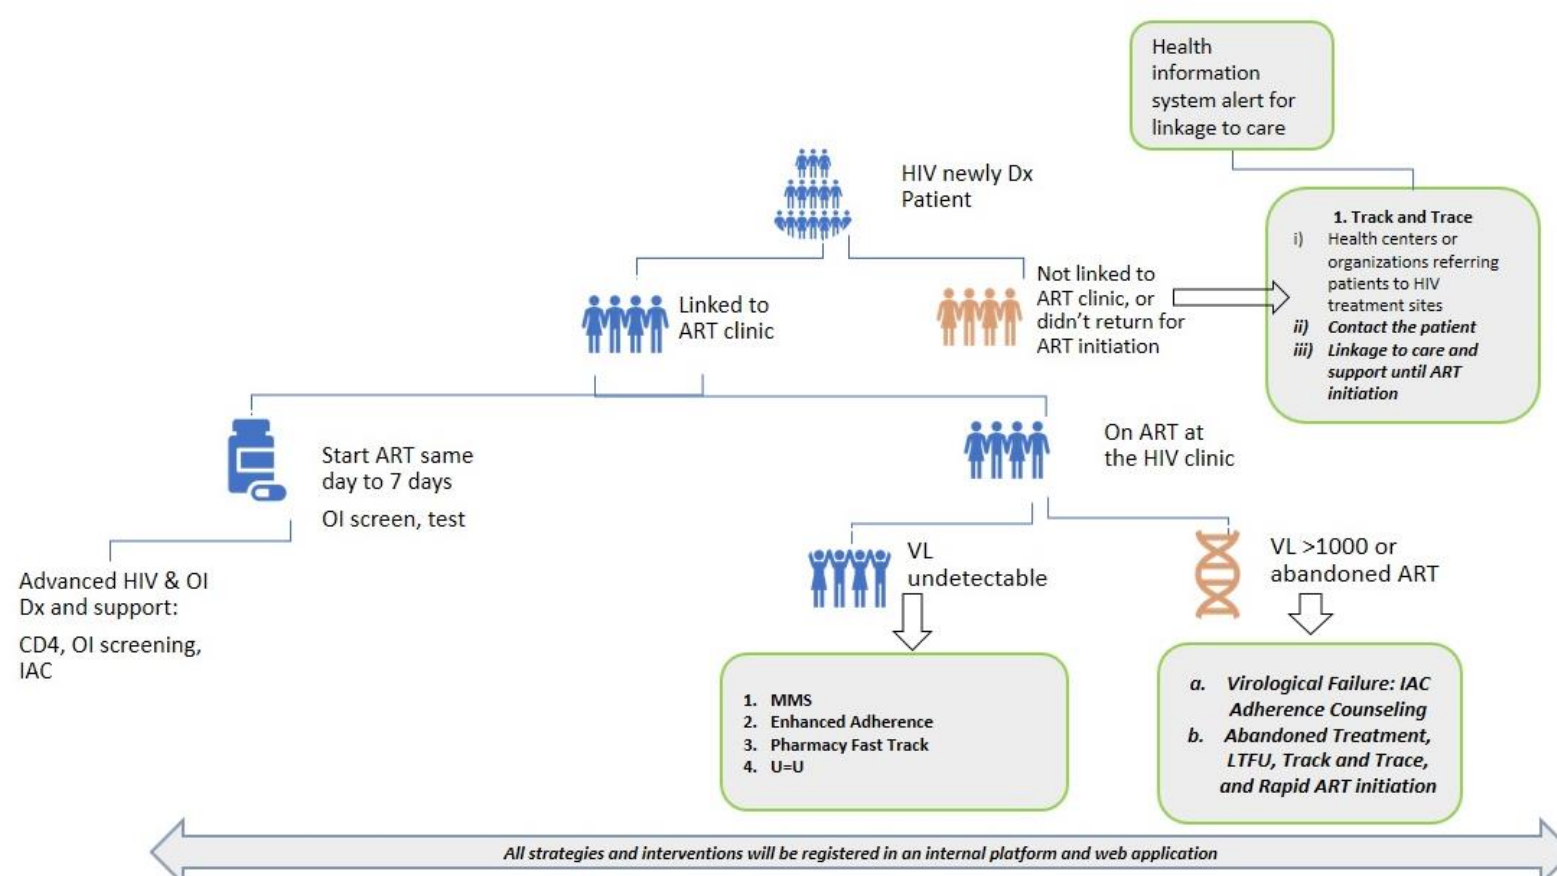 Health
information
system alert for
linkage to care
HIV newly Dx
Patient
1. Track and Trace
i) Health centers or
organizations referring
patients to HIV
treatment sites
ii) Contact the patient
iii) Linkage to care and
support until ART
initiation
Not linked to
ART clinic, or
didn't return for
ART initiation
Linked to
ART clinic
Start ART same
day to 7 days
OI screen, test
On ART at
the HIV clinic
Advanced HIV & OI
Dx and support:
CD4, OI screening,
IAC
VL
undetectable
VL >1000 or
abandoned ART
1. MMS
2. Enhanced Adherence
3. Pharmacy Fast Track
4. U=U
a. Virological Failure: IAC
Adherence Counseling
b. Abandoned Treatment,
LTFU, Track and Trace,
and Rapid ART initiation
All strategies and interventions will be registered in an internal platform and web application